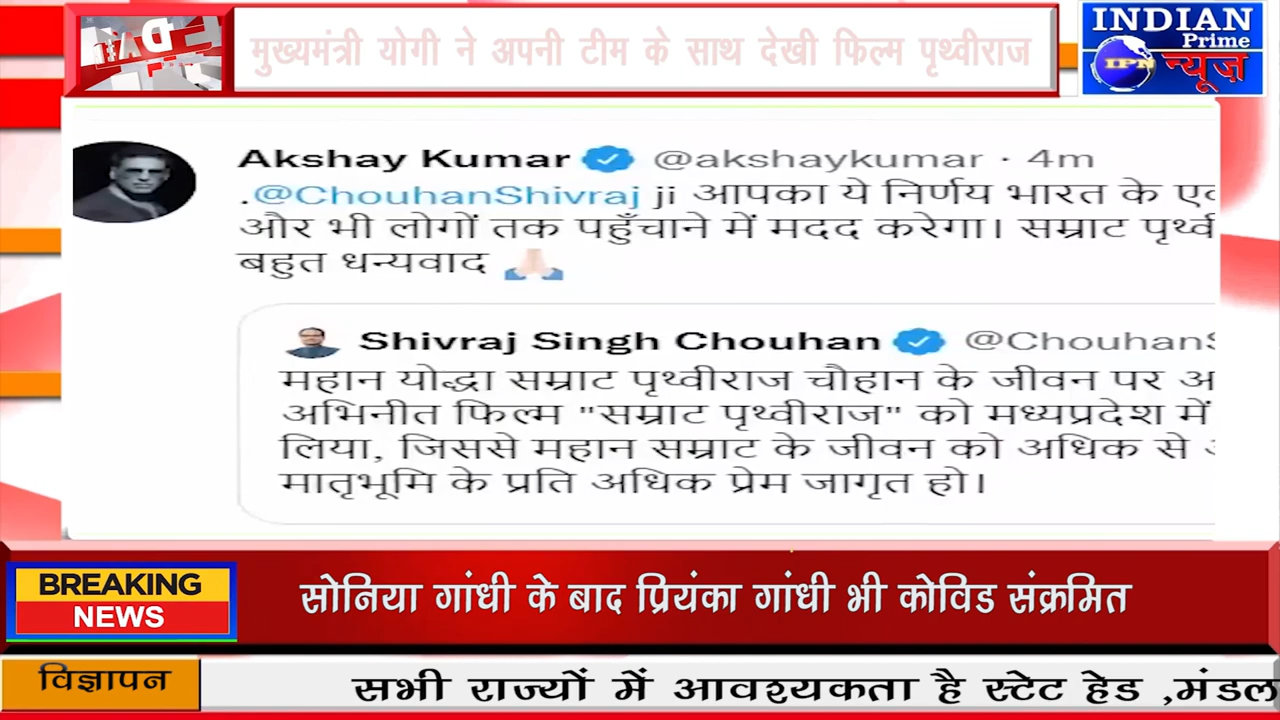 मुख्यमंत्री योगी ने अपनी टीम के साथ देखी फिल्म पृथ्वीराज
INDIAN
Prime
IPN न्यूज़
Akshay Kumar @akshaykumar · 4m
.@ChouhanShivraj ji आपका ये निर्णय भारत के
और भी लोगों तक पहुँचाने में मदद करेगा। सम्राट
बहुत धन्यवाद 🙏🏻
Shivraj Singh Chouhan
महान योद्धा सम्राट पृथ्वीराज चौहान के जीवन पर
अभिनीत फिल्म "सम्राट पृथ्वीराज" को मध्यप्रदेश में
लिया, जिससे महान सम्राट के जीवन को अधिक से
मातृभूमि के प्रति अधिक प्रेम जागृत हो।
BREAKING
NEWS
सोनिया गांधी के बाद प्रियंका गांधी भी कोविड संक्रमित
विज्ञापन
सभी राज्यों में आवश्यकता है स्टेट हेड ,मंडल